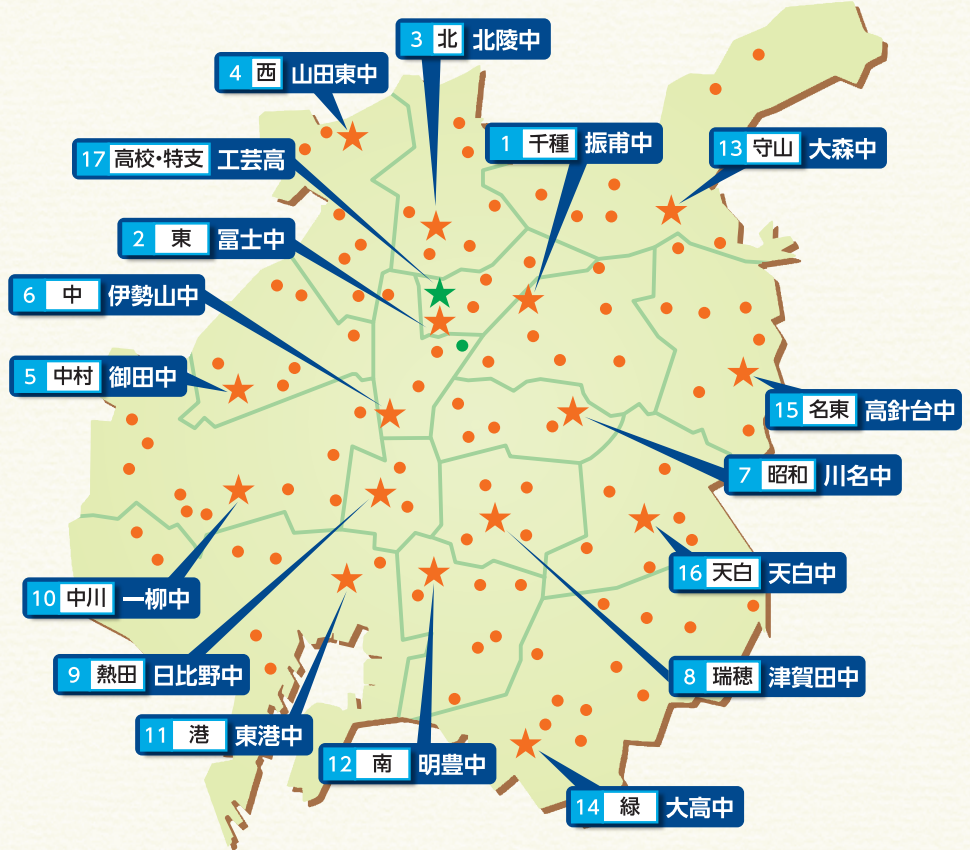 3 北 北陵中
4 西 山田東中
1 千種 振甫中
13 守山 大森中
17 高校・特支 工芸高
2 東 冨士中
6 中 伊勢山中
5 中村 御田中
15 名東 高針台中
7 昭和 川名中
16 天白 天白中
10 中川 一柳中
9 熱田 日比野中
8 瑞穂 津賀田中
11 港 東港中
12 南 明豊中
14 緑 大高中